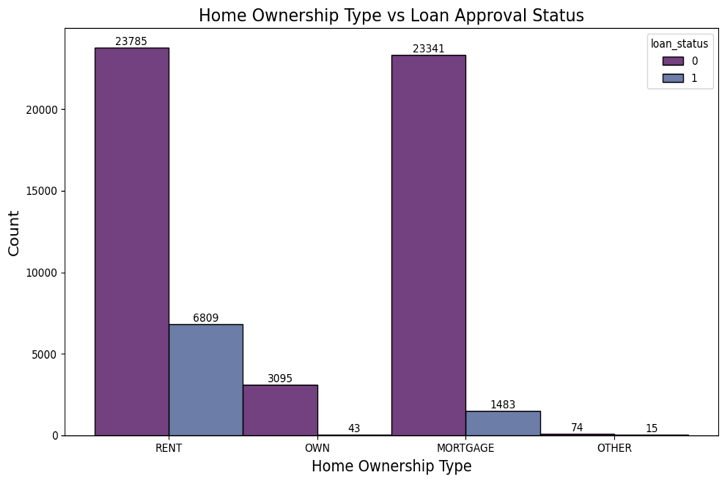 Home Ownership Type vs Loan Approval Status
loan_status
0
1
23785
23341
6809
3095
43
1483
74
15
20000
15000
10000
5000
0
Count
RENT
OWN
MORTGAGE
OTHER
Home Ownership Type